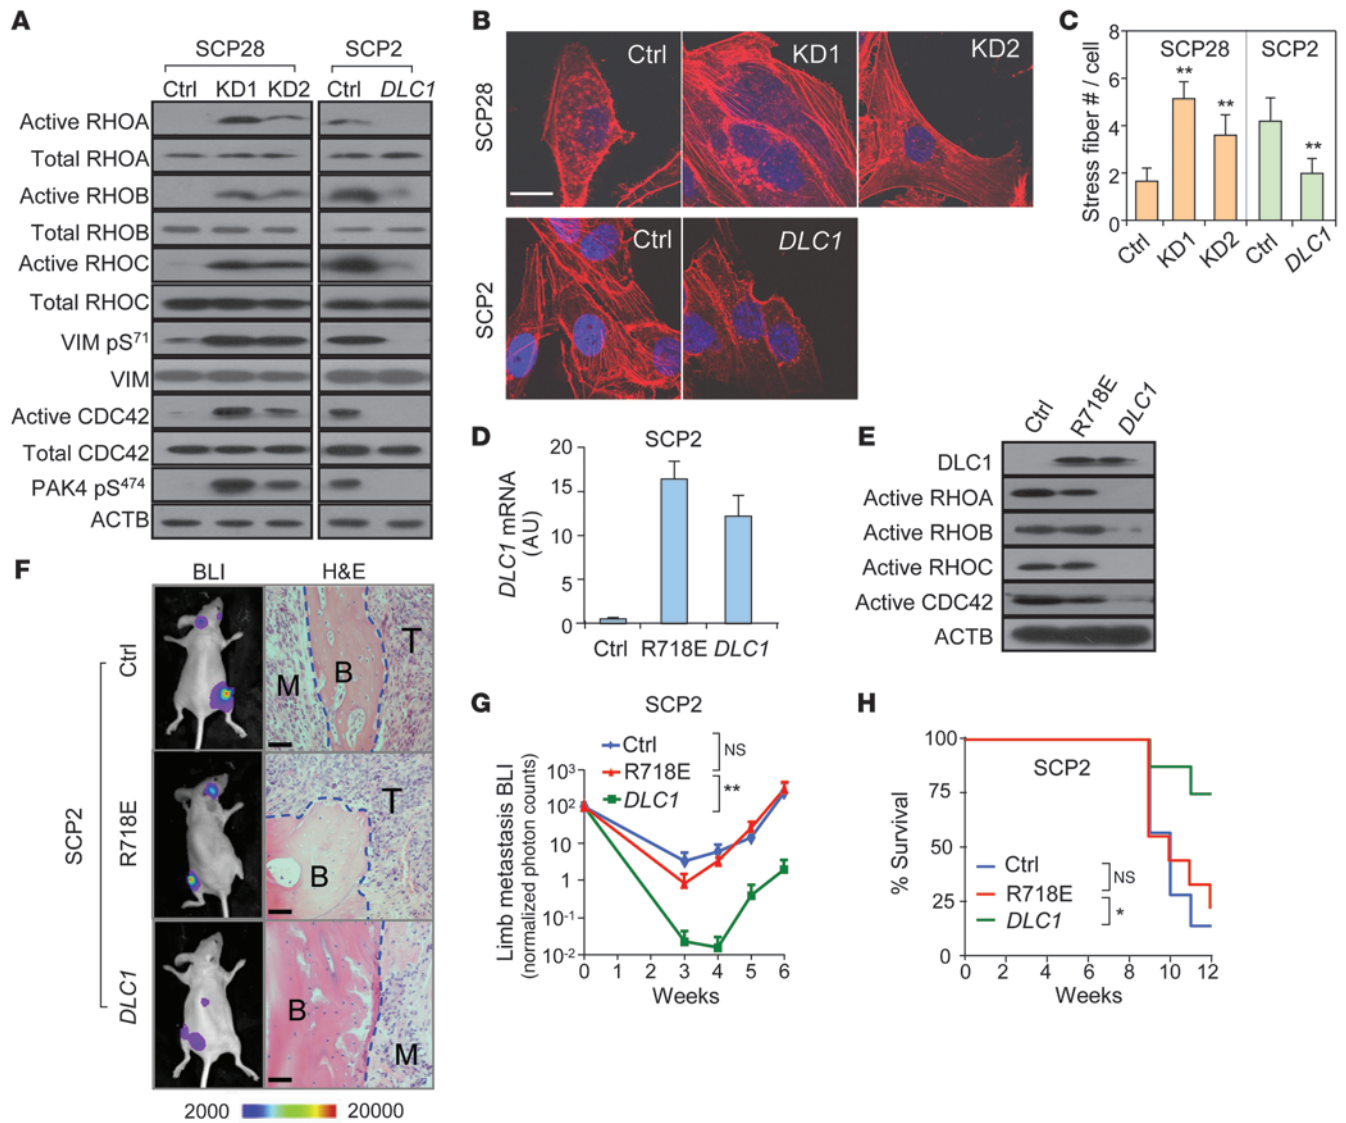 A
SCP28 SCP2
Ctrl KD1 KD2 Ctrl DLC1
Active RHOA
Total RHOA
Active RHOB
Total RHOB
Active RHOC
Total RHOC
VIM pS71
VIM
Active CDC42
Total CDC42
PAK4 pS474
ACTB
B
SCP28
Ctrl KD1 KD2
SCP2
Ctrl DLC1
C
Stress fiber # / cell
8
6
4
2
0
SCP28 SCP2
** ** **
Ctrl KD1 KD2 Ctrl DLC1
D
SCP2
DLC1 mRNA
(AU)
20
15
10
5
0
Ctrl R718E DLC1
E
Ctrl R718E DLC1
DLC1
Active RHOA
Active RHOB
Active RHOC
Active CDC42
ACTB
F
BLI H&E
SCP2
Ctrl
M B T
R718E
B T
DLC1
B M
2000 20000
G
SCP2
Ctrl
R718E
DLC1
NS
**
Limb metastasis BLI
(normalized photon counts)
103
102
10
1
10-1
10-2
0 1 2 3 4 5 6
Weeks
H
SCP2
% Survival
100
75
50
25
0
Ctrl
R718E
DLC1
NS
*
0 2 4 6 8 10 12
Weeks